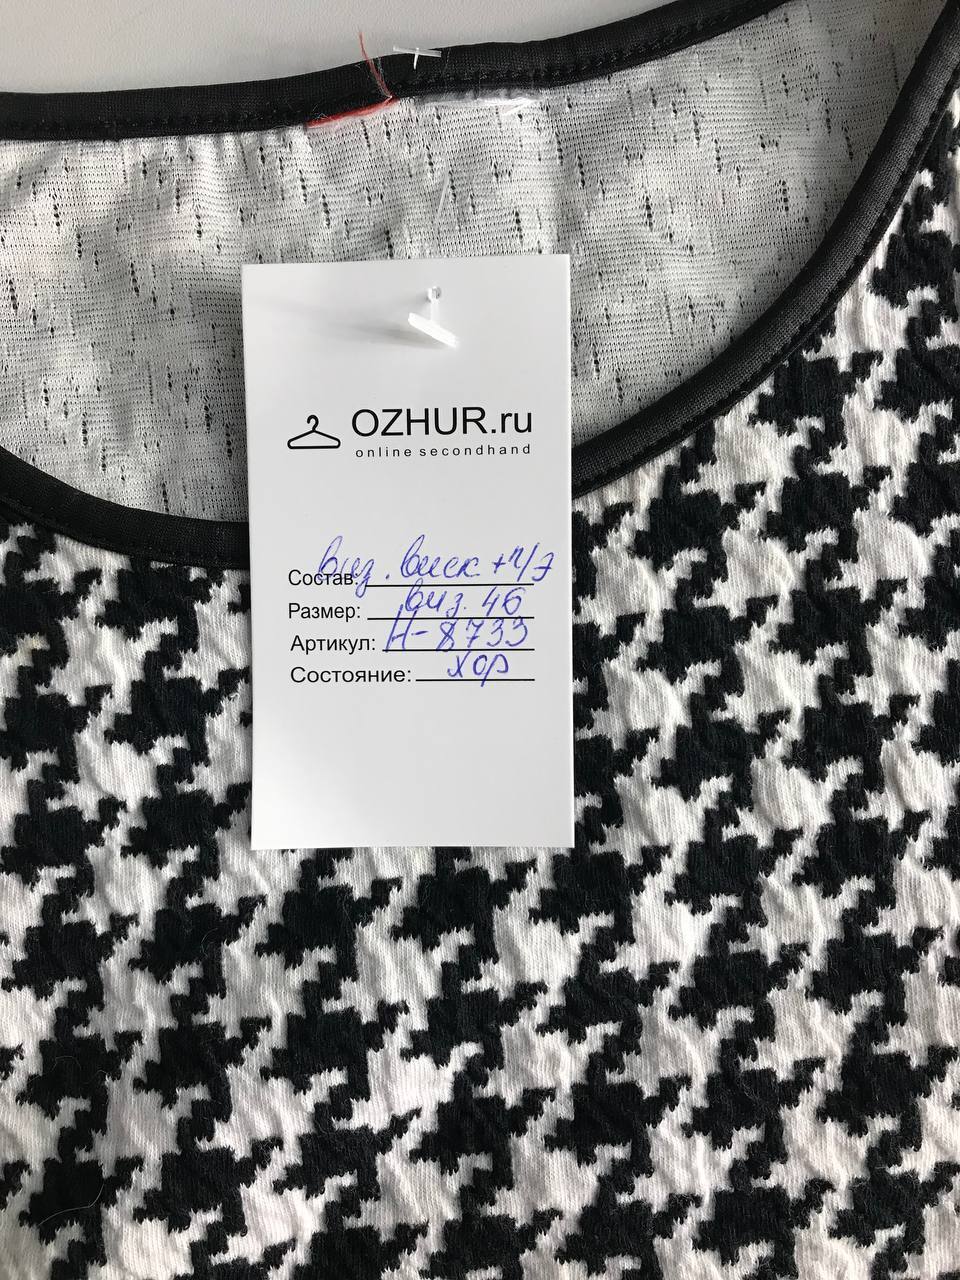 OZHUR.ru
online secondhand
Состав: виз. виск + п/э
Размер: виз. 46
Артикул: Н-8733
Состояние: хор